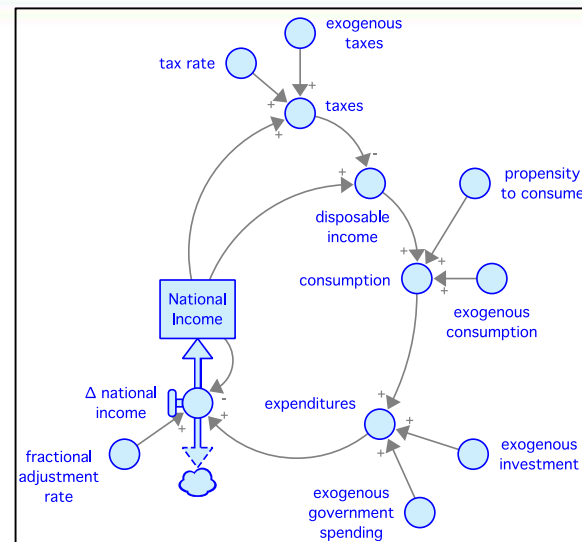 exogenous
taxes
tax rate
+
+
+
taxes
-
+
propensity
to consume
disposable
income
+
+
+
consumption
National
Income
exogenous
consumption
Δ national
income
-
+
+
expenditures
+
+
+
fractional
adjustment
rate
exogenous
investment
exogenous
government
spending